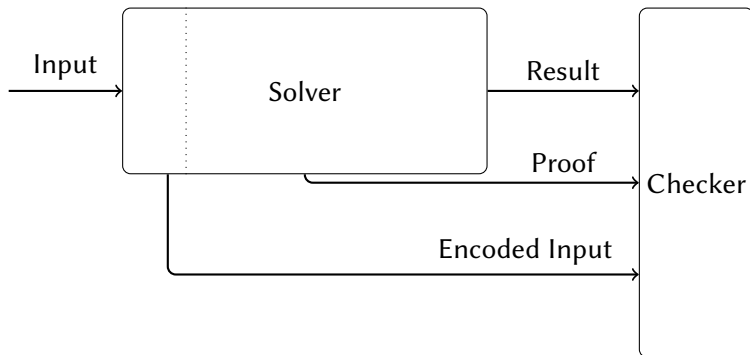 Input
Solver
Result
Proof
Checker
Encoded Input